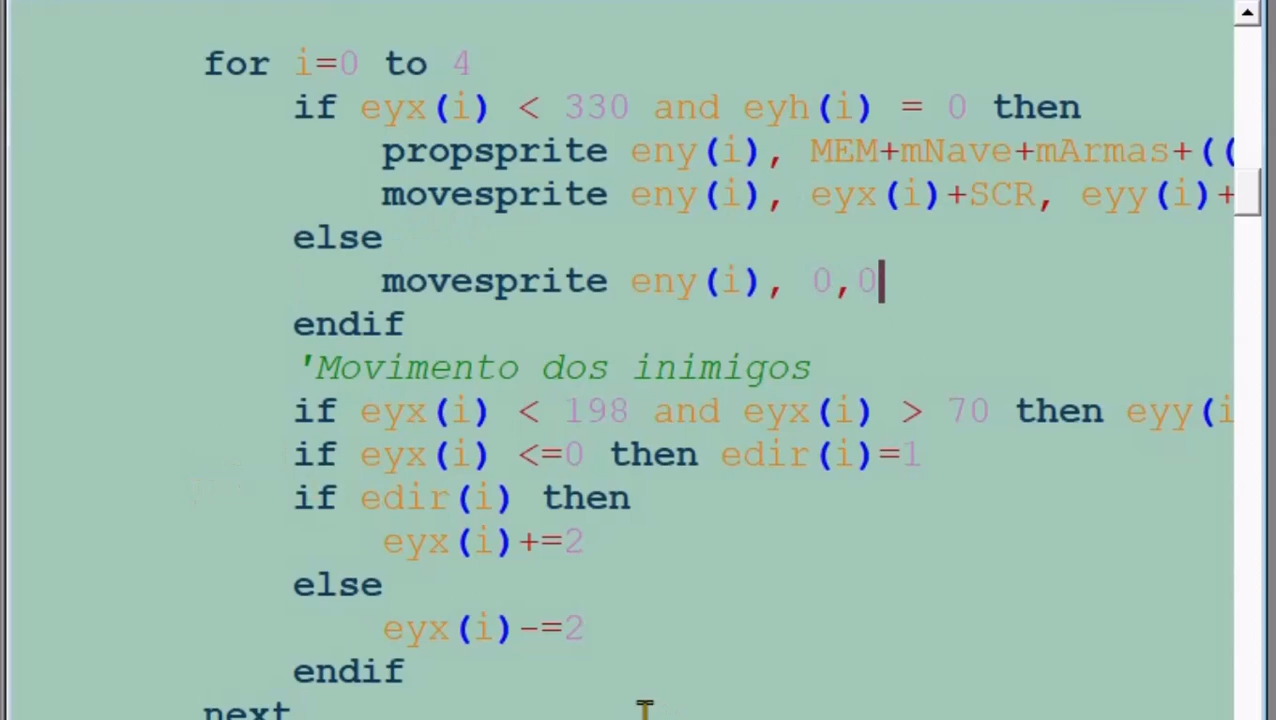 for i=0 to 4
if eyx(i) < 330 and eyh(i) = 0 then
propsprite eny(i), MEM+mNave+mArmas+((
movesprite eny(i), eyx(i)+SCR, eyy(i)+
else
movesprite eny(i), 0,0
endif
'Movimento dos inimigos
if eyx(i) < 198 and eyx(i) > 70 then eyy(i
if eyx(i) <=0 then edir(i)=1
if edir(i) then
eyx(i)+=2
else
eyx(i)-=2
endif
next